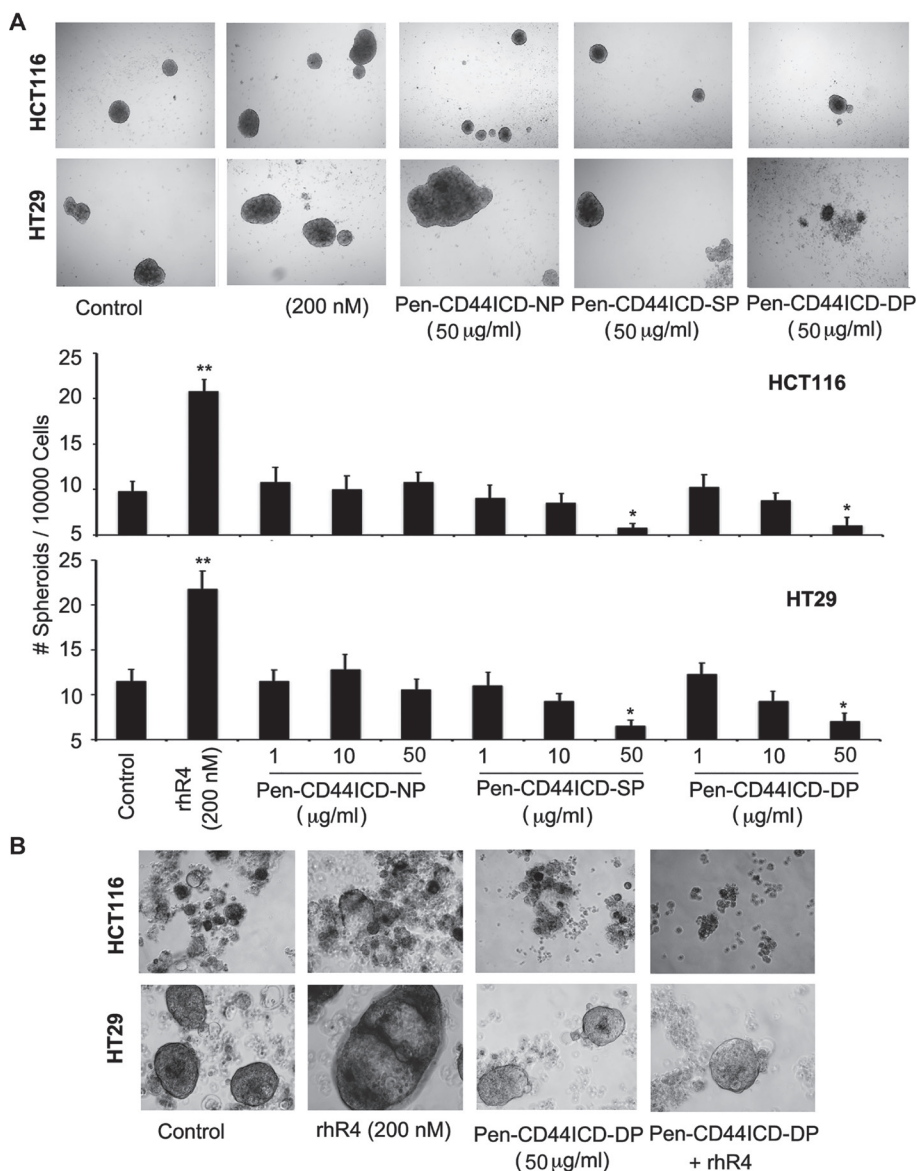 A
HCT116
HT29
Control
(200 nM)
Pen-CD44ICD-NP
(50 μg/ml)
Pen-CD44ICD-SP
(50 μg/ml)
Pen-CD44ICD-DP
(50 μg/ml)
# Spheroids / 10000 Cells
25
20
15
10
5
**
*
*
HCT116
25
20
15
10
5
**
*
*
HT29
Control
rhR4
(200 nM)
1 10 50
Pen-CD44ICD-NP
(μg/ml)
1 10 50
Pen-CD44ICD-SP
(μg/ml)
1 10 50
Pen-CD44ICD-DP
(μg/ml)
B
HCT116
HT29
Control
rhR4 (200 nM)
Pen-CD44ICD-DP
(50 μg/ml)
Pen-CD44ICD-DP
+ rhR4